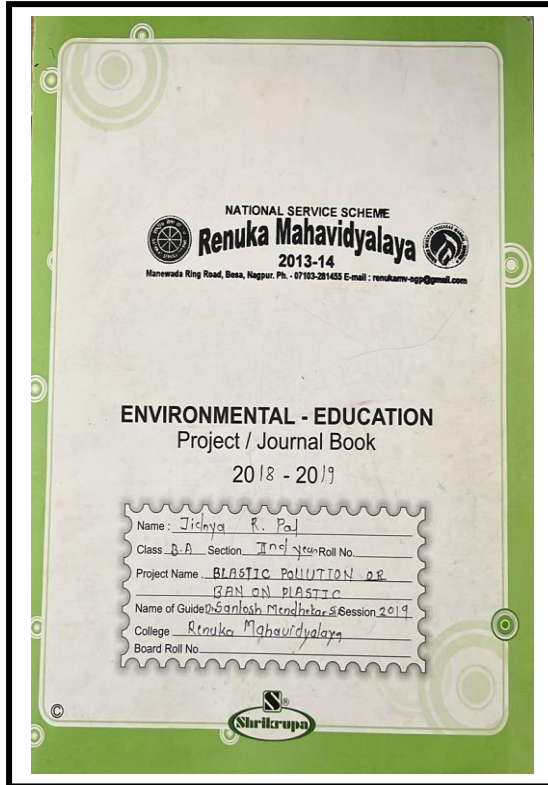 NATIONAL SERVICE SCHEME
Renuka Mahavidyalaya
2013-14
Manewada Ring Road, Besa, Nagpur. Ph. - 07103-281455 E-mail : renukamv-ngp@gmail.com
ENVIRONMENTAL - EDUCATION
Project / Journal Book
2018 - 2019
Name : Jidnya R. Pal
Class B.A Section IInd year Roll No.
Project Name BLASTIC POLLUTION OR
BAN ON PLASTIC
Name of Guide Dr Santosh Mendhekar Session 2019
College Renuka Mahavidyalaya
Board Roll No
©
S ®
Shrikrupa